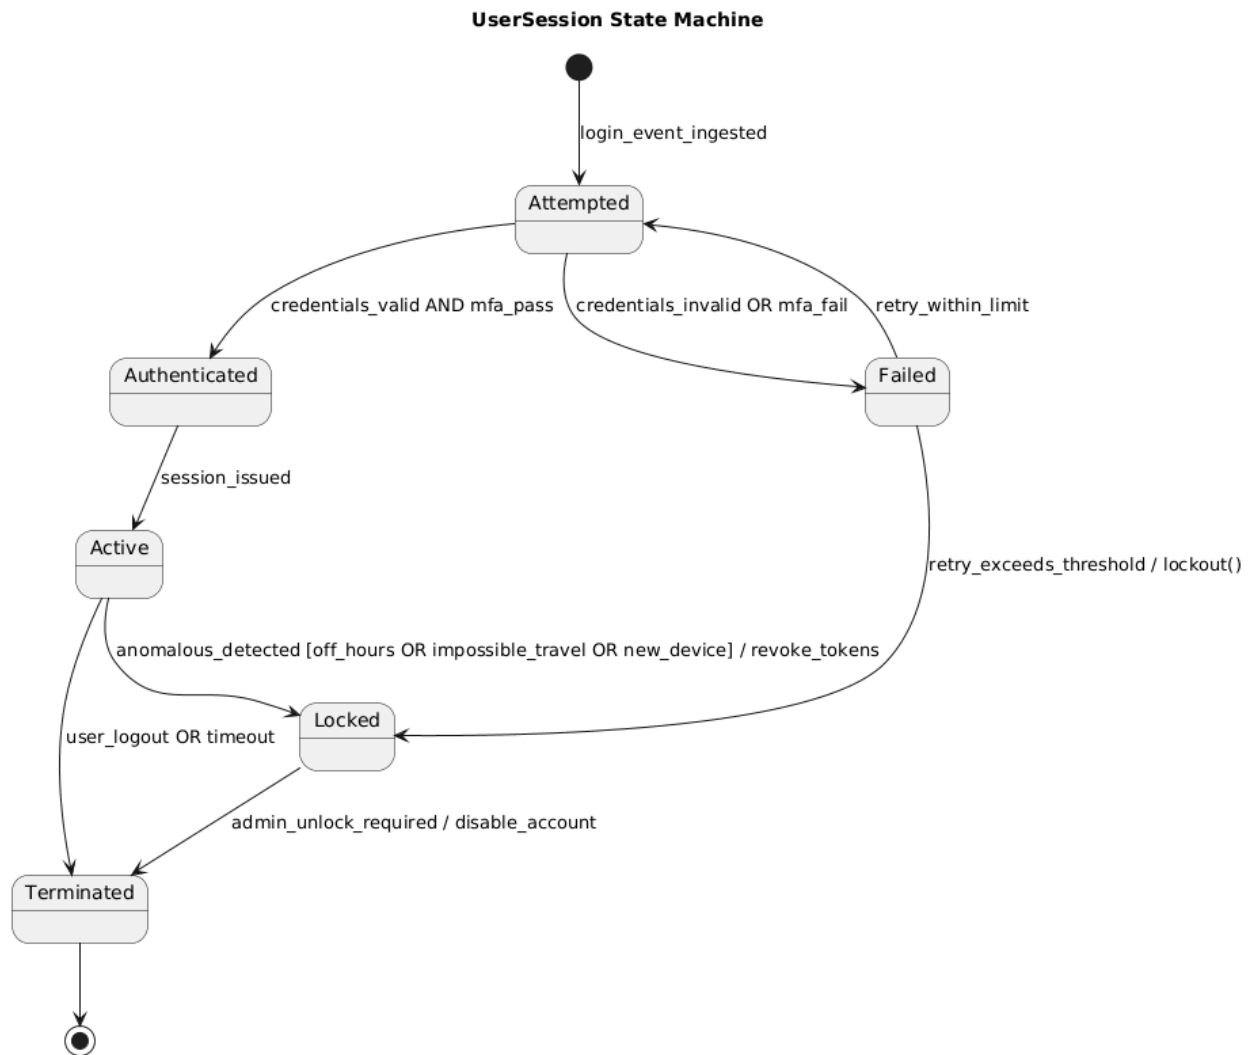 UserSession State Machine
login_event_ingested
Attempted
credentials_valid AND mfa_pass
credentials_invalid OR mfa_fail
retry_within_limit
Authenticated
Failed
session_issued
Active
retry_exceeds_threshold / lockout()
anomalous_detected [off_hours OR impossible_travel OR new_device] / revoke_tokens
Locked
user_logout OR timeout
admin_unlock_required / disable_account
Terminated